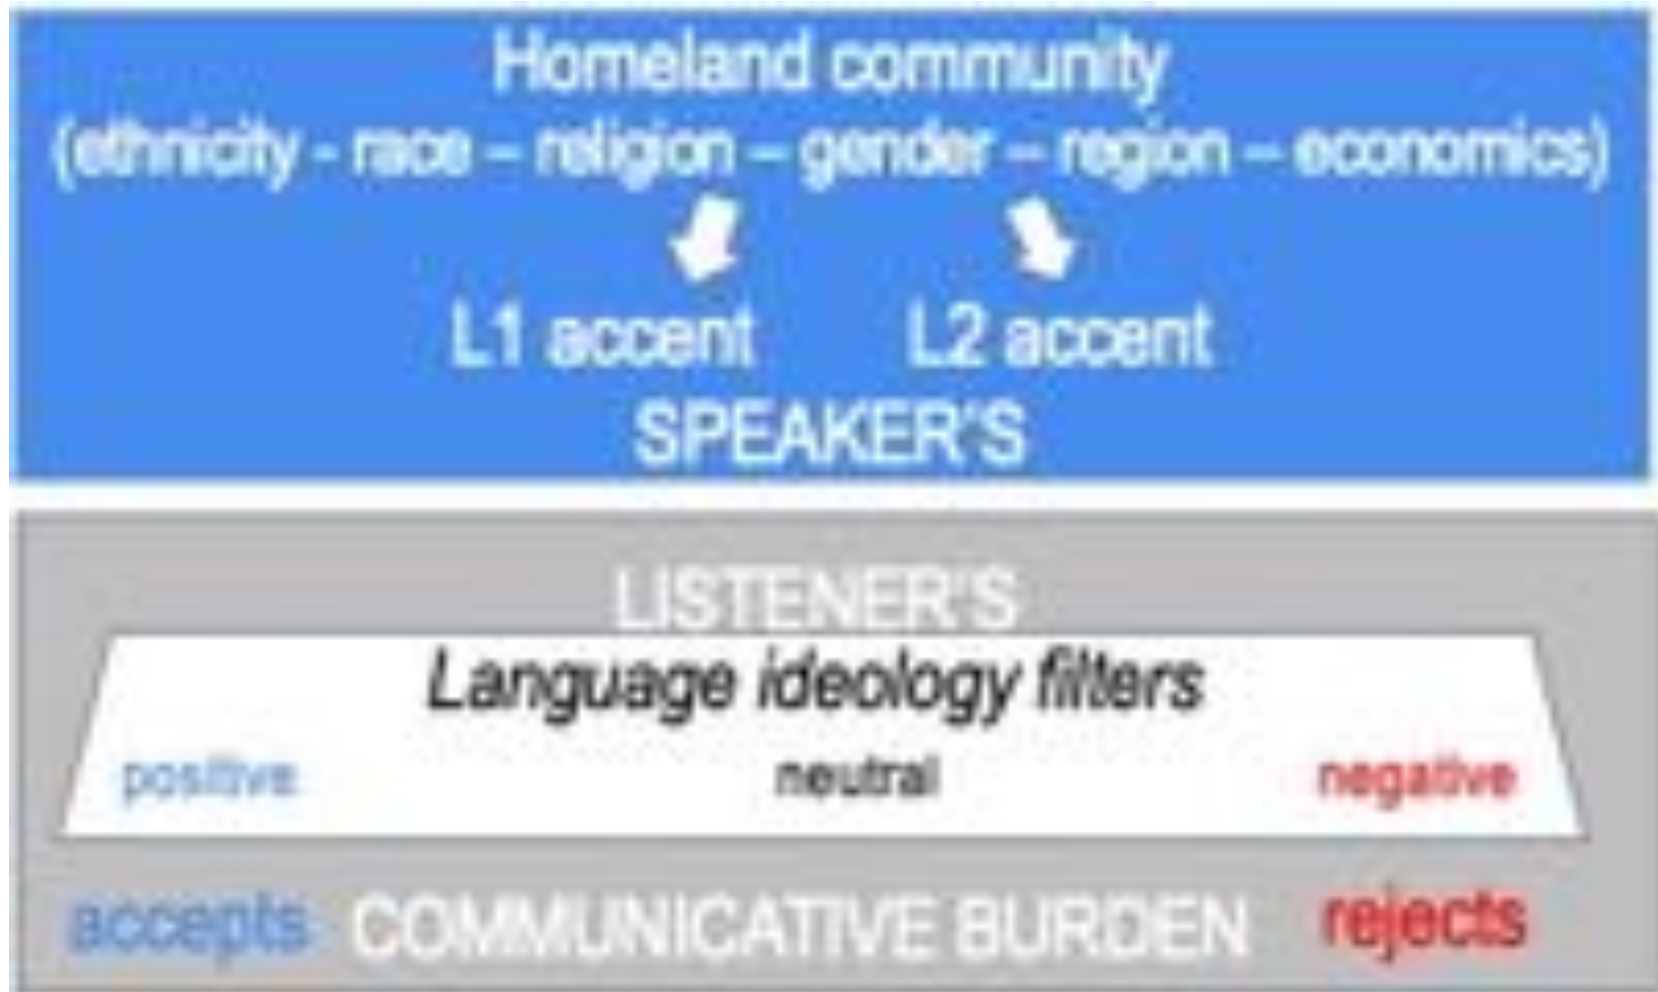 Homeland community
(ethnicity - race – religion – gender – region – economics)
L1 accent L2 accent
SPEAKER'S
LISTENER'S
Language ideology filters
positive neutral negative
accepts COMMUNICATIVE BURDEN rejects